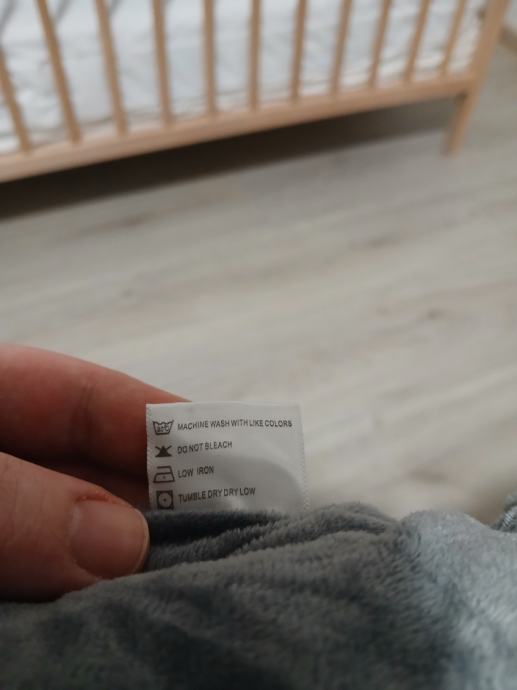 MACHINE WASH WITH LIKE COLORS
DO NOT BLEACH
LOW IRON
TUMBLE DRY DRY LOW